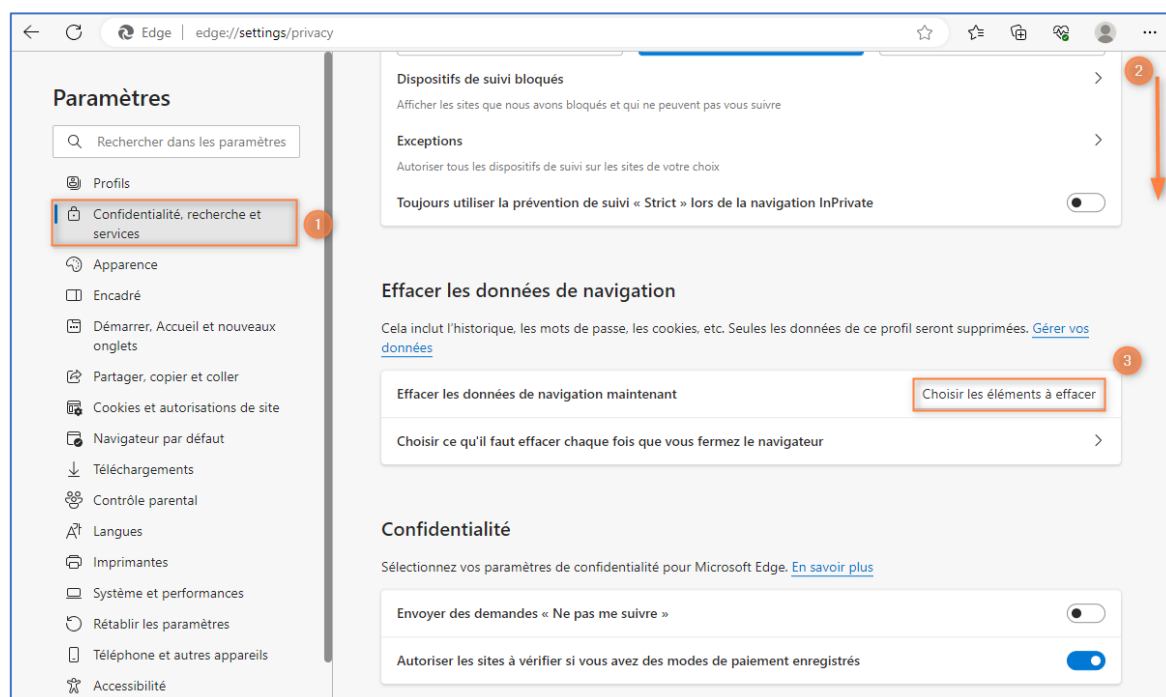 Edge | edge://settings/privacy
Paramètres
Rechercher dans les paramètres
Profils
Confidentialité, recherche et
services
1
Apparence
Encadré
Démarrer, Accueil et nouveaux
onglets
Partager, copier et coller
Cookies et autorisations de site
Navigateur par défaut
Téléchargements
Contrôle parental
Langues
Imprimantes
Système et performances
Rétablir les paramètres
Téléphone et autres appareils
Accessibilité
2
Dispositifs de suivi bloqués
Afficher les sites que nous avons bloqués et qui ne peuvent pas vous suivre
Exceptions
Autoriser tous les dispositifs de suivi sur les sites de votre choix
Toujours utiliser la prévention de suivi « Strict » lors de la navigation InPrivate
Effacer les données de navigation
Cela inclut l'historique, les mots de passe, les cookies, etc. Seules les données de ce profil seront supprimées. Gérer vos
données
3
Effacer les données de navigation maintenant
Choisir les éléments à effacer
Choisir ce qu'il faut effacer chaque fois que vous fermez le navigateur
Confidentialité
Sélectionnez vos paramètres de confidentialité pour Microsoft Edge. En savoir plus
Envoyer des demandes « Ne pas me suivre »
Autoriser les sites à vérifier si vous avez des modes de paiement enregistrés